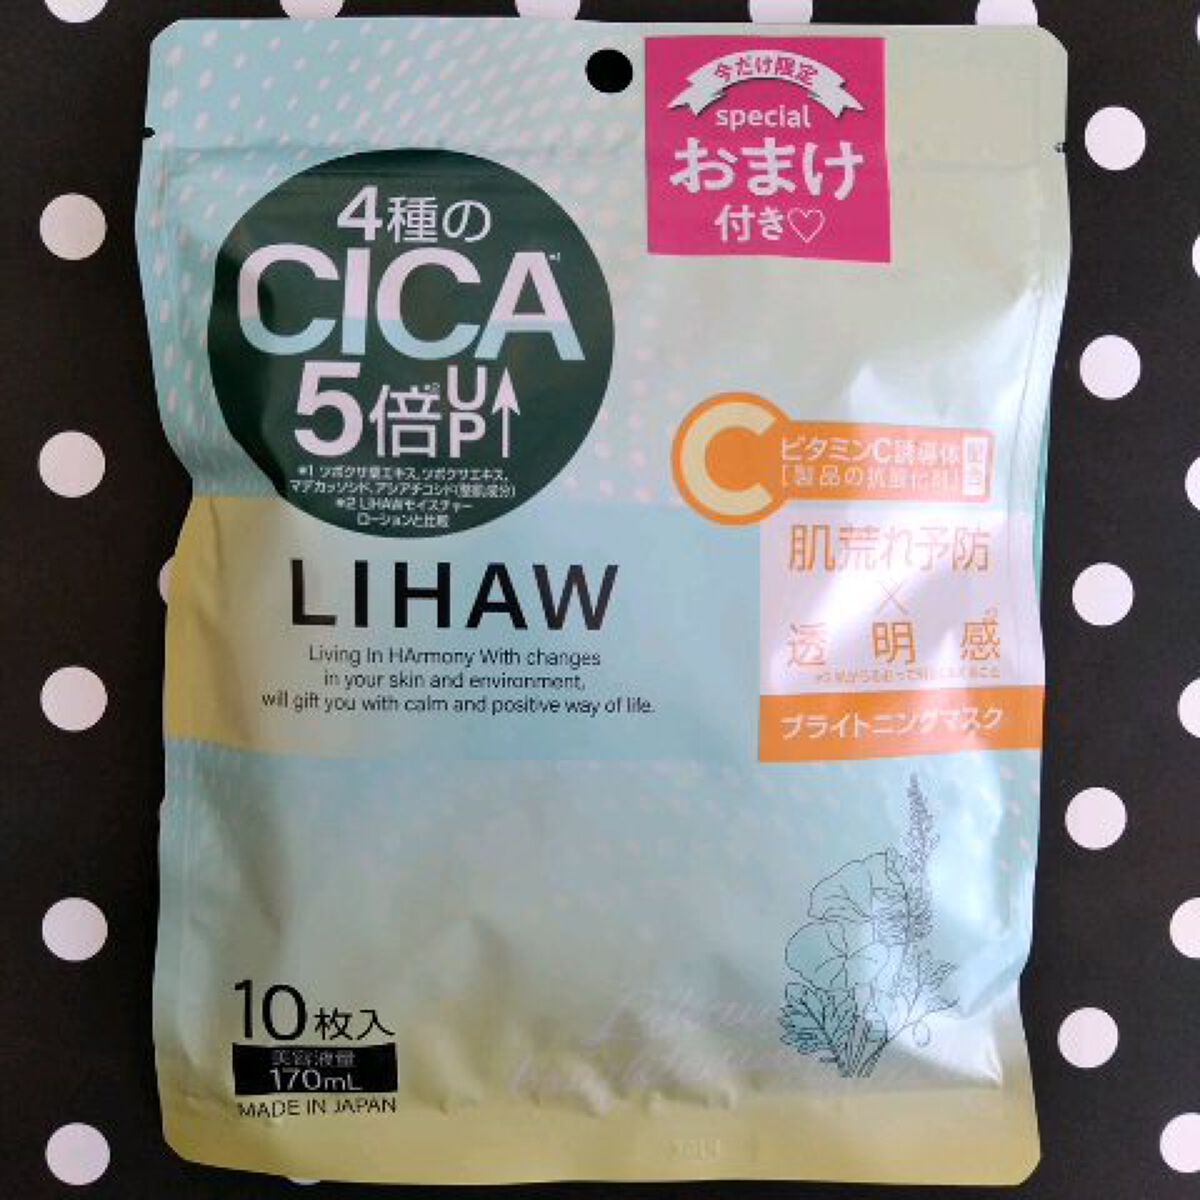 今だけ限定
special
おまけ
付き♡
4種の
CICA*1
5倍*2 UP↑
*1 ツボクサ葉エキス、ツボクサエキス、
マデカッソシド、アシアチコシド(整肌成分)
*2 LIHAWモイスチャー
ローションと比較
C
ビタミンC誘導体
[製品の抗酸化剤]
配合
肌荒れ予防
×
透明感*3
ブライトニングマスク
LIHAW
Living In HArmony With changes
in your skin and environment,
will gift you with calm and positive way of life.
10枚入
美容液量
170mL
MADE IN JAPAN